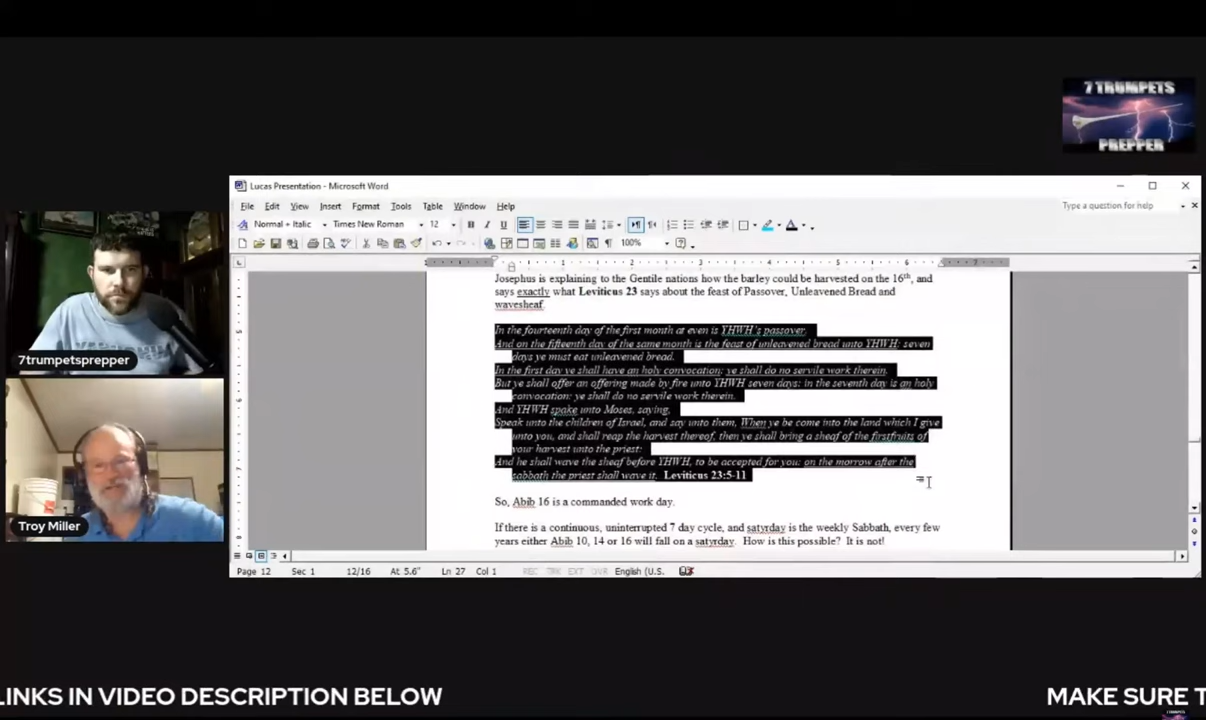 7 TRUMPETS
PREPPER
Lucas Presentation - Microsoft Word
File Edit View Insert Format Tools Table Window Help
Type a question for help
Normal + Italic Times New Roman 12 B I U
100%
Josephus is explaining to the Gentile nations how the barley could be harvested on the 16th, and
says exactly what Leviticus 23 says about the feast of Passover, Unleavened Bread and
wavesheaf.
In the fourteenth day of the first month at even is YHWH's passover.
And on the fifteenth day of the same month is the feast of unleavened bread unto YHWH: seven
days ye must eat unleavened bread.
In the first day ye shall have an holy convocation: ye shall do no servile work therein.
But ye shall offer an offering made by fire unto YHWH seven days: in the seventh day is an holy
convocation: ye shall do no servile work therein.
And YHWH spake unto Moses, saying,
Speak unto the children of Israel, and say unto them, When ye be come into the land which I give
unto you, and shall reap the harvest thereof, then ye shall bring a sheaf of the firstfruits of
your harvest unto the priest:
And he shall wave the sheaf before YHWH, to be accepted for you: on the morrow after the
sabbath the priest shall wave it. Leviticus 23:5-11
So, Abib 16 is a commanded work day.
If there is a continuous, uninterrupted 7 day cycle, and satyrday is the weekly Sabbath, every few
years either Abib 10, 14 or 16 will fall on a satyrday. How is this possible? It is not!
Page 12 Sec 1 12/16 At 5.6" Ln 27 Col 1 REC TRK EXT OVR English (U.S.
7trumpetsprepper
Troy Miller
LINKS IN VIDEO DESCRIPTION BELOW
MAKE SURE T